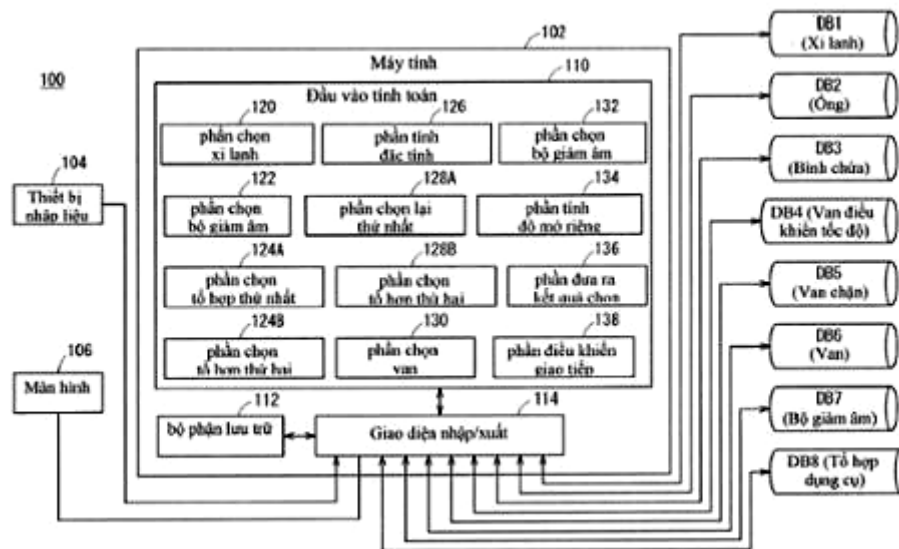 100
102
Máy tính
110
Đầu vào tính toán
120
phần chọn
xi lanh
126
phần tính
đặc tính
132
phần chọn
bộ giảm âm
122
phần chọn
bộ giảm âm
128A
phần chọn lại
thứ nhất
134
phần tính
độ mở riêng
124A
phần chọn
tổ hợp thứ nhất
128B
phần chọn
tổ hợp thứ hai
136
phần đưa ra
kết quả chọn
124B
phần chọn
tổ hợp thứ hai
130
phần chọn
van
138
phần điều khiển
giao tiếp
112
bộ phận lưu trữ
114
Giao diện nhập/xuất
104
Thiết bị
nhập liệu
106
Màn hình
DB1
(Xi lanh)
DB2
(Ống)
DB3
(Bình chứa)
DB4 (Van điều
khiển tốc độ)
DB5
(Van chặn)
DB6
(Van)
DB7
(Bộ giảm âm)
DB8 (Tổ hợp
dụng cụ)